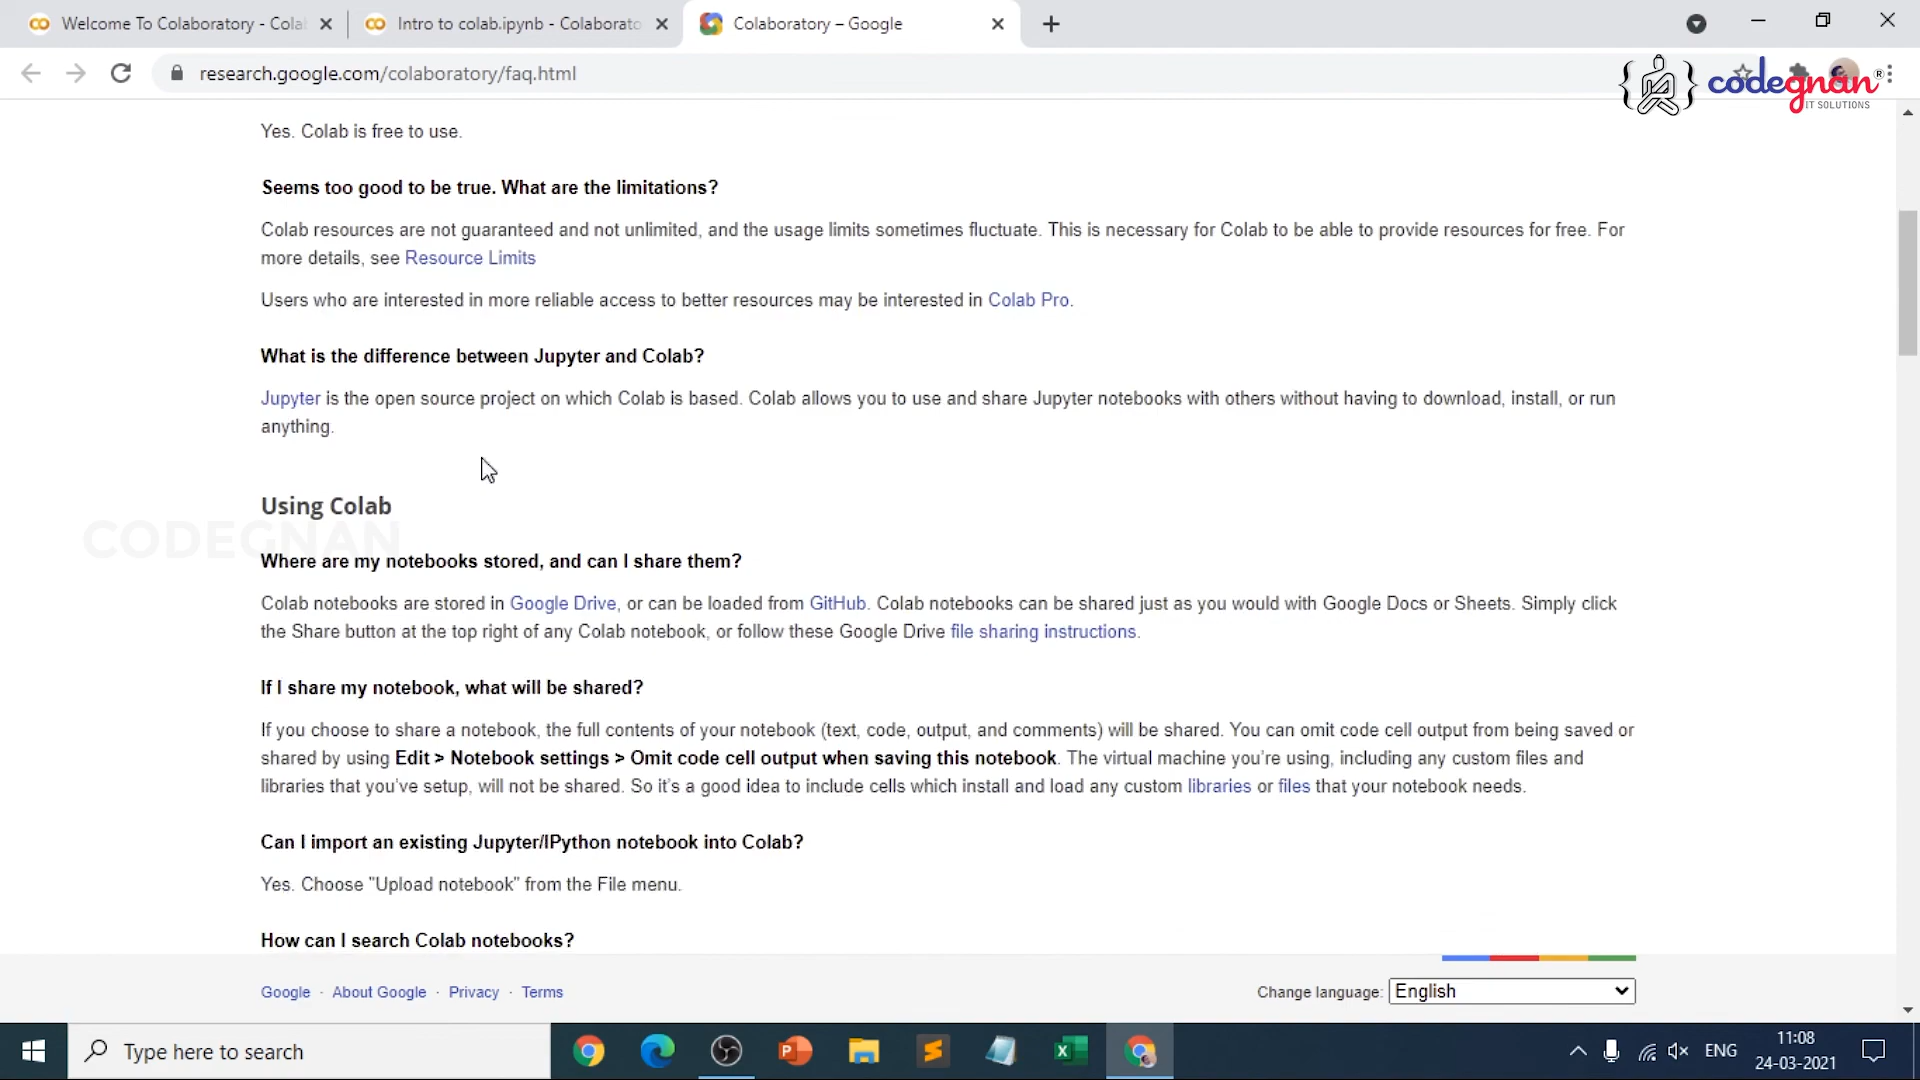 Welcome To Colaboratory - Cola
Intro to colab.ipynb - Colaborato
Colaboratory – Google
research.google.com/colaboratory/faq.html
codegnan®
IT SOLUTIONS
Yes. Colab is free to use.
Seems too good to be true. What are the limitations?
Colab resources are not guaranteed and not unlimited, and the usage limits sometimes fluctuate. This is necessary for Colab to be able to provide resources for free. For
more details, see Resource Limits
Users who are interested in more reliable access to better resources may be interested in Colab Pro.
What is the difference between Jupyter and Colab?
Jupyter is the open source project on which Colab is based. Colab allows you to use and share Jupyter notebooks with others without having to download, install, or run
anything.
Using Colab
CODEGNAN
Where are my notebooks stored, and can I share them?
Colab notebooks are stored in Google Drive, or can be loaded from GitHub. Colab notebooks can be shared just as you would with Google Docs or Sheets. Simply click
the Share button at the top right of any Colab notebook, or follow these Google Drive file sharing instructions.
If I share my notebook, what will be shared?
If you choose to share a notebook, the full contents of your notebook (text, code, output, and comments) will be shared. You can omit code cell output from being saved or
shared by using Edit > Notebook settings > Omit code cell output when saving this notebook. The virtual machine you're using, including any custom files and
libraries that you've setup, will not be shared. So it's a good idea to include cells which install and load any custom libraries or files that your notebook needs.
Can I import an existing Jupyter/IPython notebook into Colab?
Yes. Choose "Upload notebook" from the File menu.
How can I search Colab notebooks?
Google · About Google · Privacy · Terms
Change language: English
Type here to search
ENG
11:08
24-03-2021